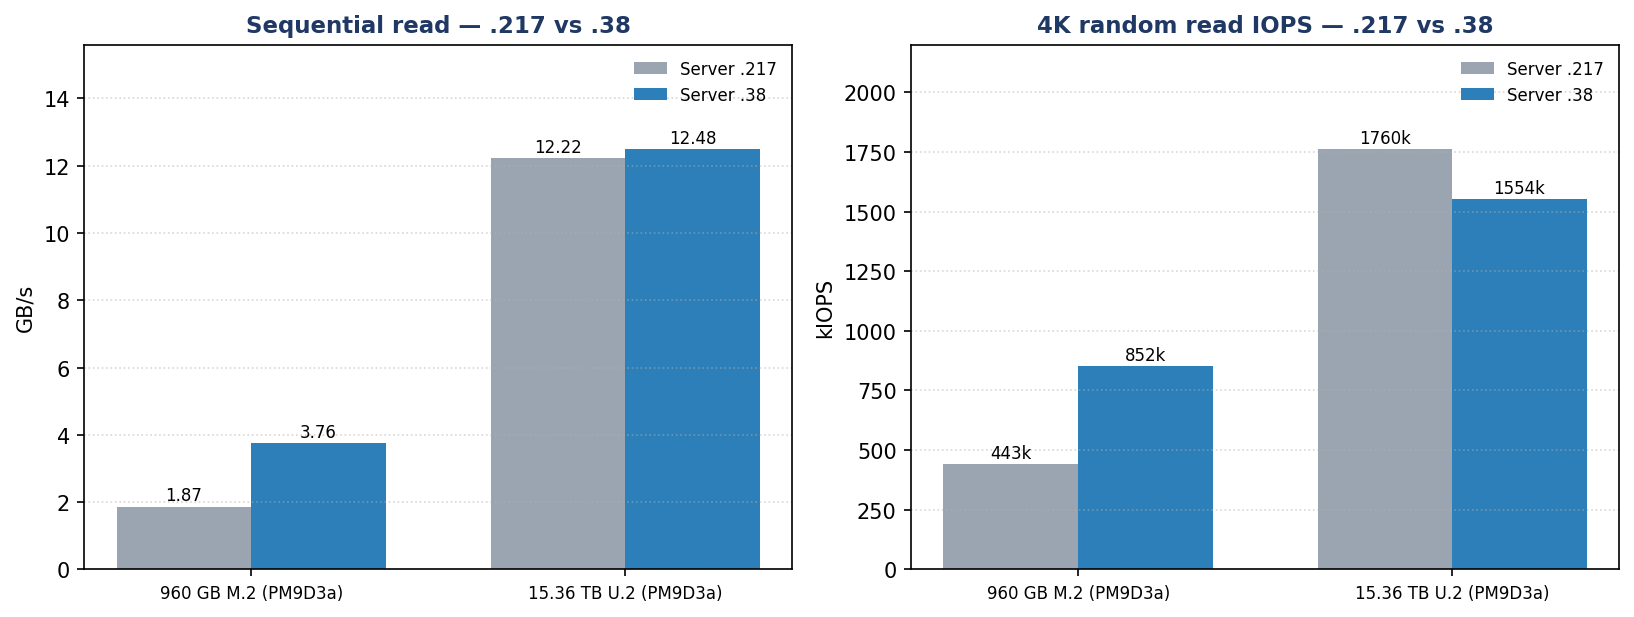 Sequential read — .217 vs .38
Server .217
Server .38
GB/s
14
12
10
8
6
4
2
0
1.87
3.76
12.22
12.48
960 GB M.2 (PM9D3a)
15.36 TB U.2 (PM9D3a)
4K random read IOPS — .217 vs .38
Server .217
Server .38
kIOPS
2000
1750
1500
1250
1000
750
500
250
0
443k
852k
1760k
1554k
960 GB M.2 (PM9D3a)
15.36 TB U.2 (PM9D3a)